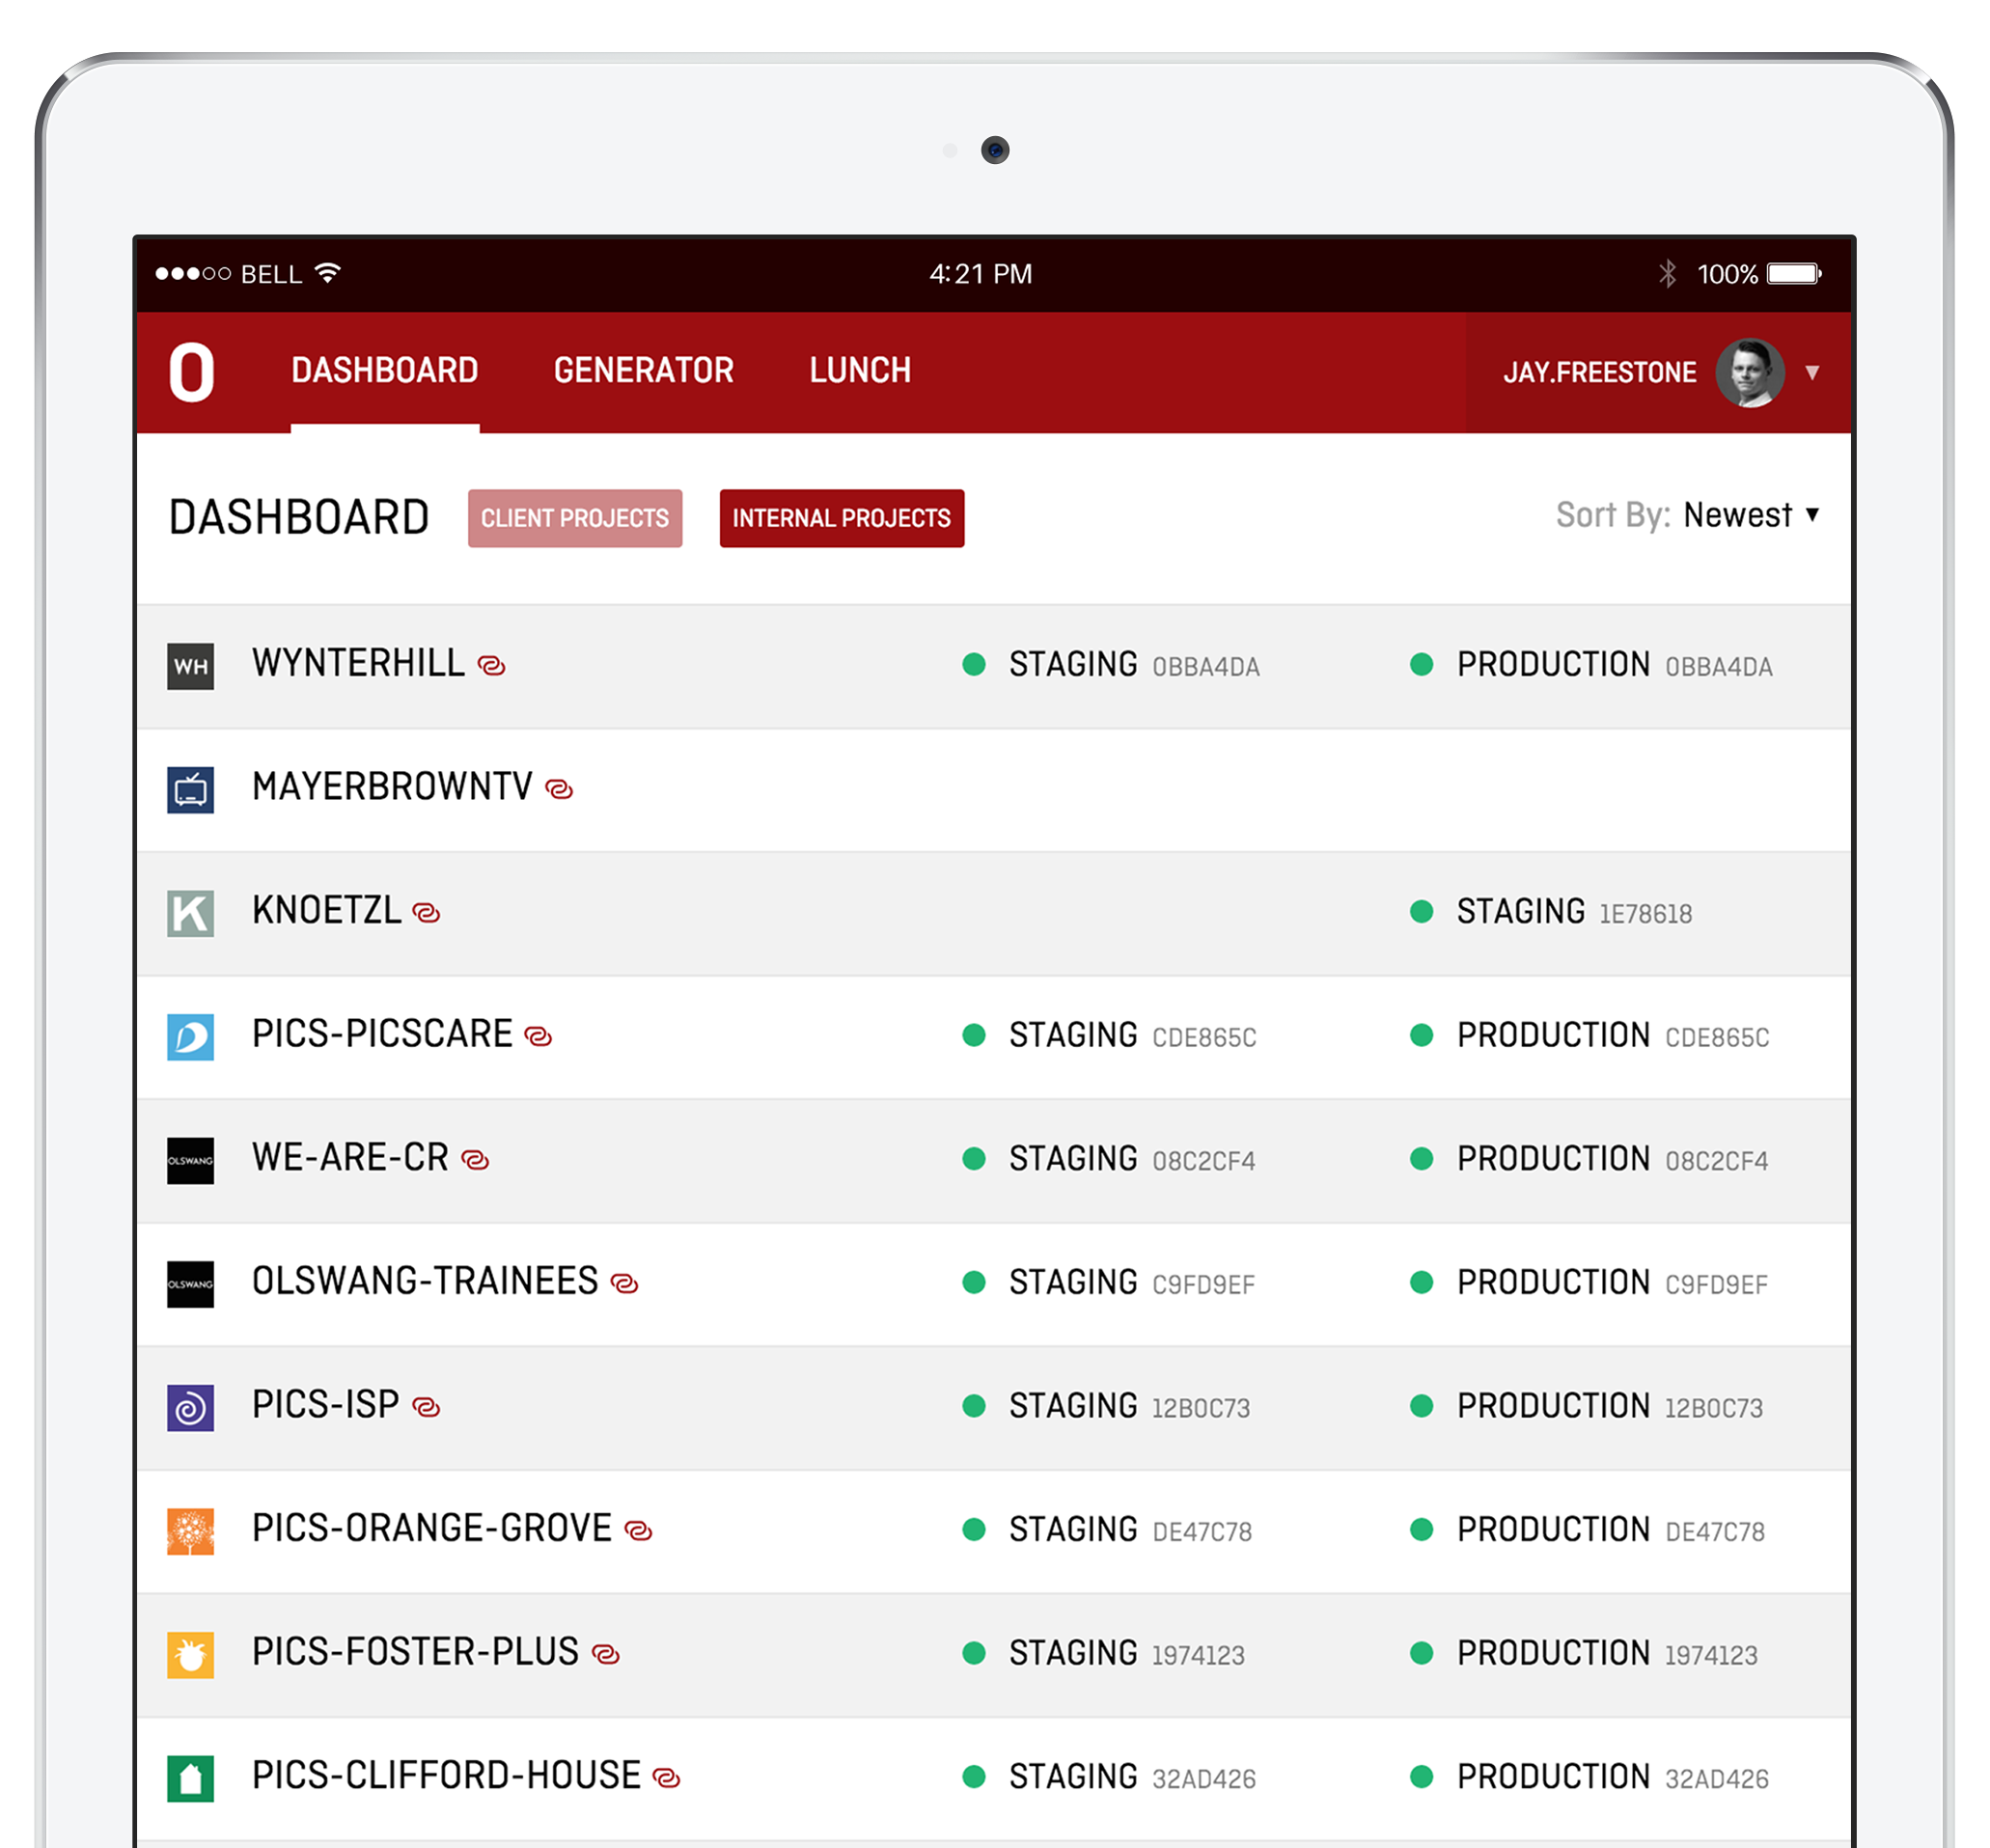 BELL 4:21 PM 100%
O DASHBOARD GENERATOR LUNCH JAY.FREESTONE
DASHBOARD CLIENT PROJECTS INTERNAL PROJECTS Sort By: Newest
WH WYNTERHILL STAGING 0BBA4DA PRODUCTION 0BBA4DA
MAYERBROWNTV
K KNOETZL STAGING 1E78618
PICS-PICSCARE STAGING CDE865C PRODUCTION CDE865C
OLSWANG WE-ARE-CR STAGING 08C2CF4 PRODUCTION 08C2CF4
OLSWANG OLSWANG-TRAINEES STAGING C9FD9EF PRODUCTION C9FD9EF
PICS-ISP STAGING 12B0C73 PRODUCTION 12B0C73
PICS-ORANGE-GROVE STAGING DE47C78 PRODUCTION DE47C78
PICS-FOSTER-PLUS STAGING 1974123 PRODUCTION 1974123
PICS-CLIFFORD-HOUSE STAGING 32AD426 PRODUCTION 32AD426